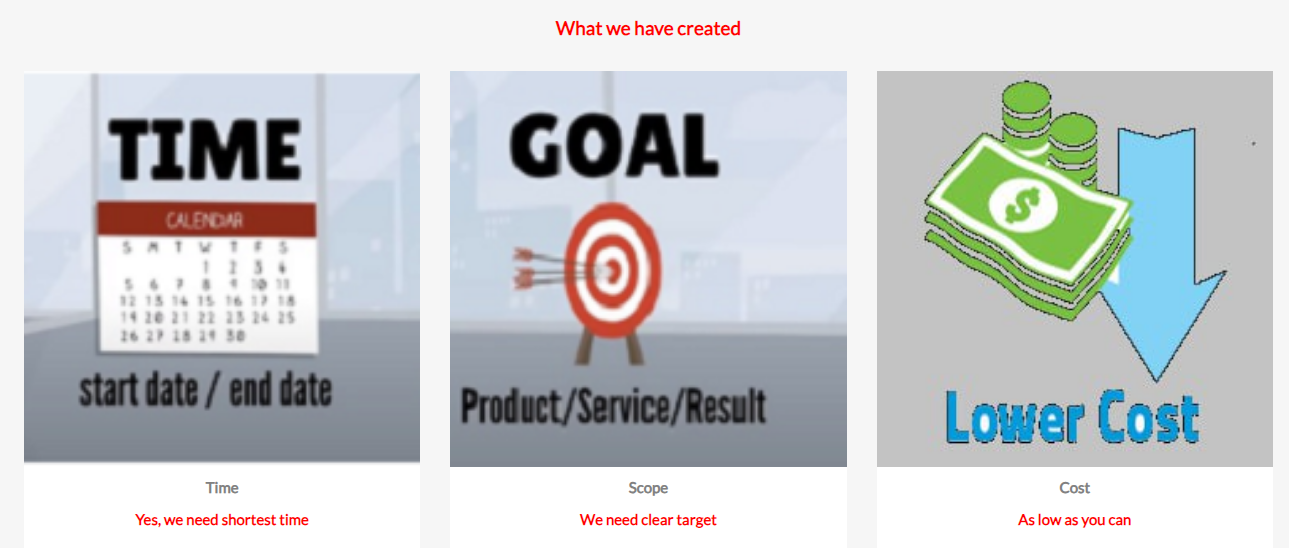 What we have created
TIME
CALENDAR
S M T W T F S
1 2 3 4
5 6 7 8 9 10 11
12 13 14 15 16 17 18
19 20 21 22 23 24 25
26 27 28 29 30
start date / end date
Time
Yes, we need shortest time
GOAL
Product/Service/Result
Scope
We need clear target
$
Lower Cost
Cost
As low as you can